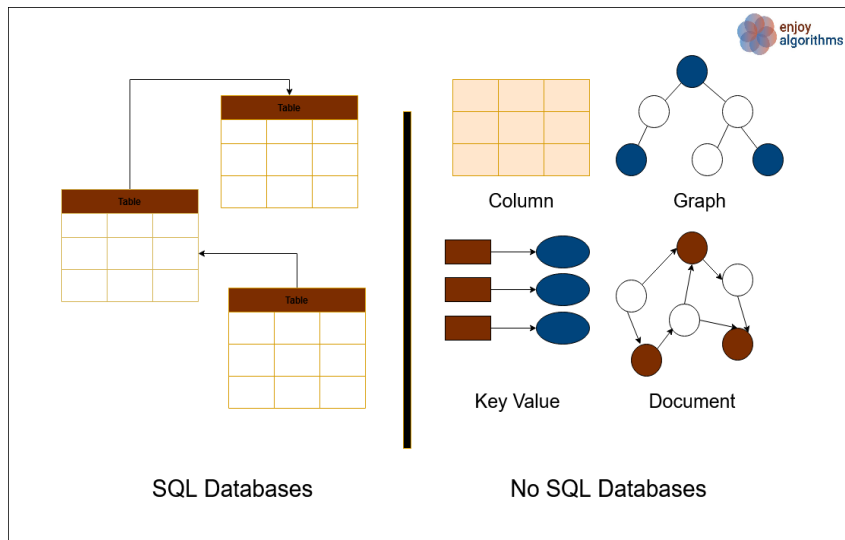 enjoy
algorithms
Table
Table
Table
Column
Graph
Key Value
Document
SQL Databases
No SQL Databases